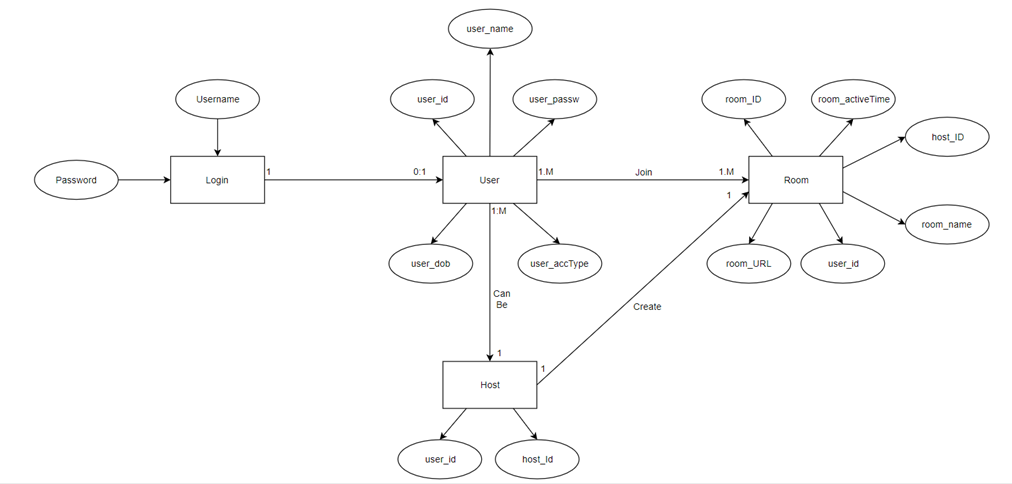 user_name
user_id
user_passw
room_ID
room_activeTime
Username
host_ID
Password
Login
1
0:1
User
1.M
Join
1.M
Room
1
1:M
room_name
user_dob
user_accType
room_URL
user_id
Can
Be
Create
1
1
Host
user_id
host_Id